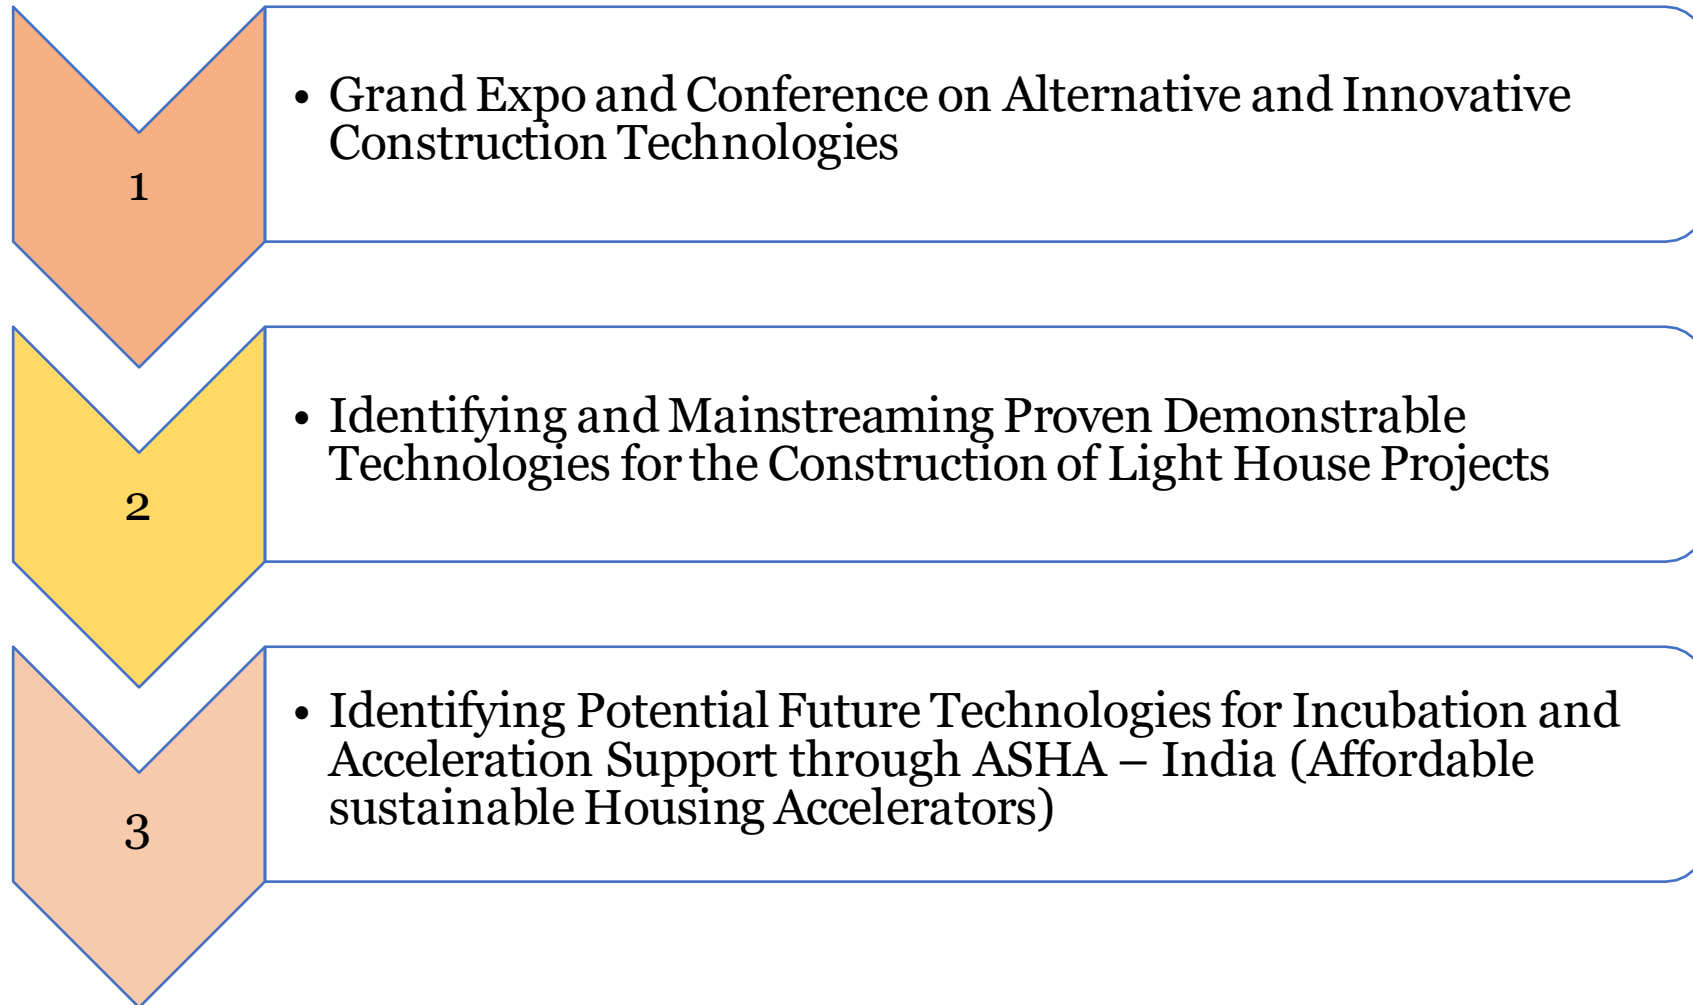 1
• Grand Expo and Conference on Alternative and Innovative
Construction Technologies
2
• Identifying and Mainstreaming Proven Demonstrable
Technologies for the Construction of Light House Projects
3
• Identifying Potential Future Technologies for Incubation and
Acceleration Support through ASHA – India (Affordable
sustainable Housing Accelerators)